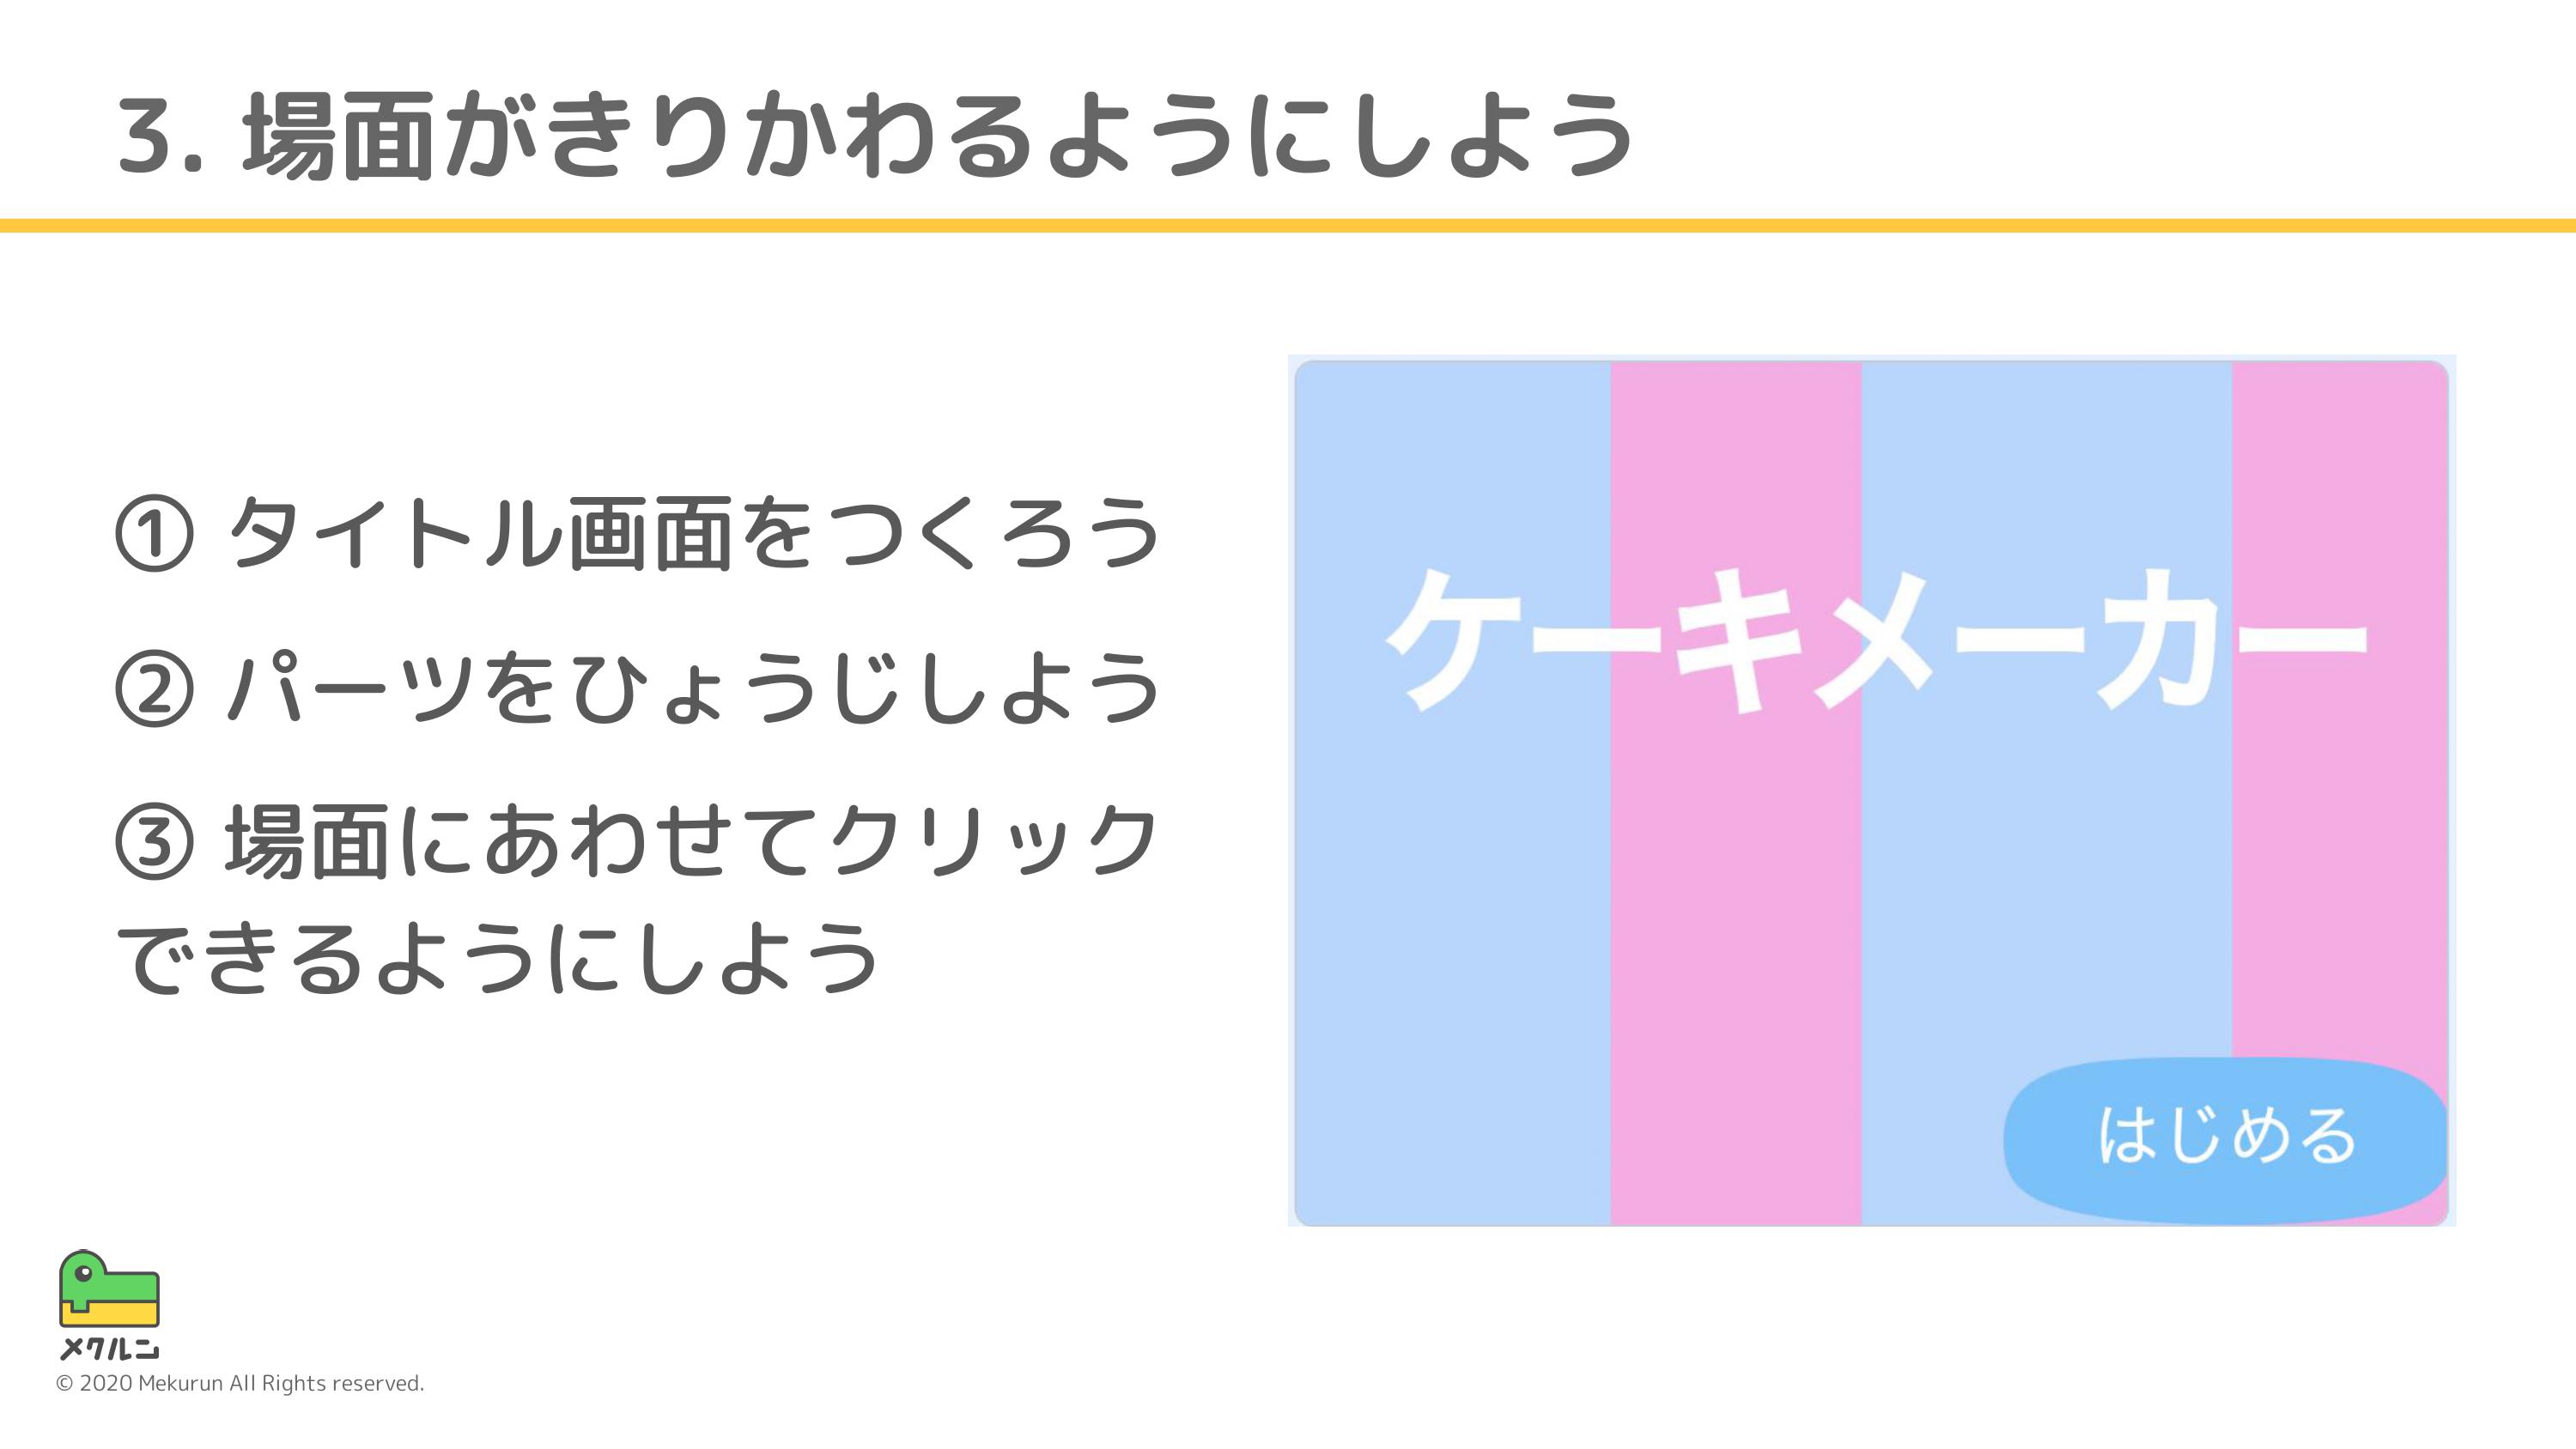 3. 場面がきりかわるようにしよう
① タイトル画面をつくろう
② パーツをひょうじしよう
③ 場面にあわせてクリック
できるようにしよう
ケーキメーカー
はじめる
メクルン
© 2020 Mekurun All Rights reserved.